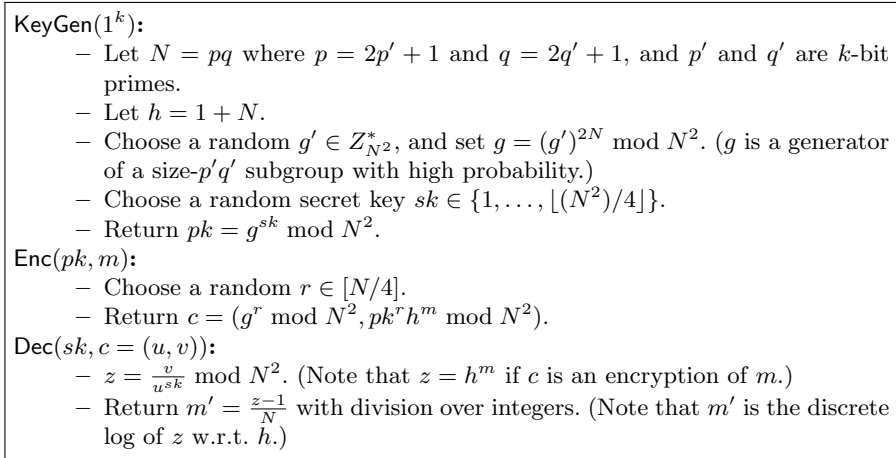 KeyGen(1^k):
– Let N = pq where p = 2p′ + 1 and q = 2q′ + 1, and p′ and q′ are k-bit
primes.
– Let h = 1 + N.
– Choose a random g′ ∈ Z*_{N^2}, and set g = (g′)^{2N} mod N^2. (g is a generator
of a size-p′q′ subgroup with high probability.)
– Choose a random secret key sk ∈ {1, . . . , ⌊(N^2)/4⌋}.
– Return pk = g^{sk} mod N^2.
Enc(pk, m):
– Choose a random r ∈ [N/4].
– Return c = (g^r mod N^2, pk^r h^m mod N^2).
Dec(sk, c = (u, v)):
– z = \frac{v}{u^{sk}} mod N^2. (Note that z = h^m if c is an encryption of m.)
– Return m′ = \frac{z−1}{N} with division over integers. (Note that m′ is the discrete
log of z w.r.t. h.)